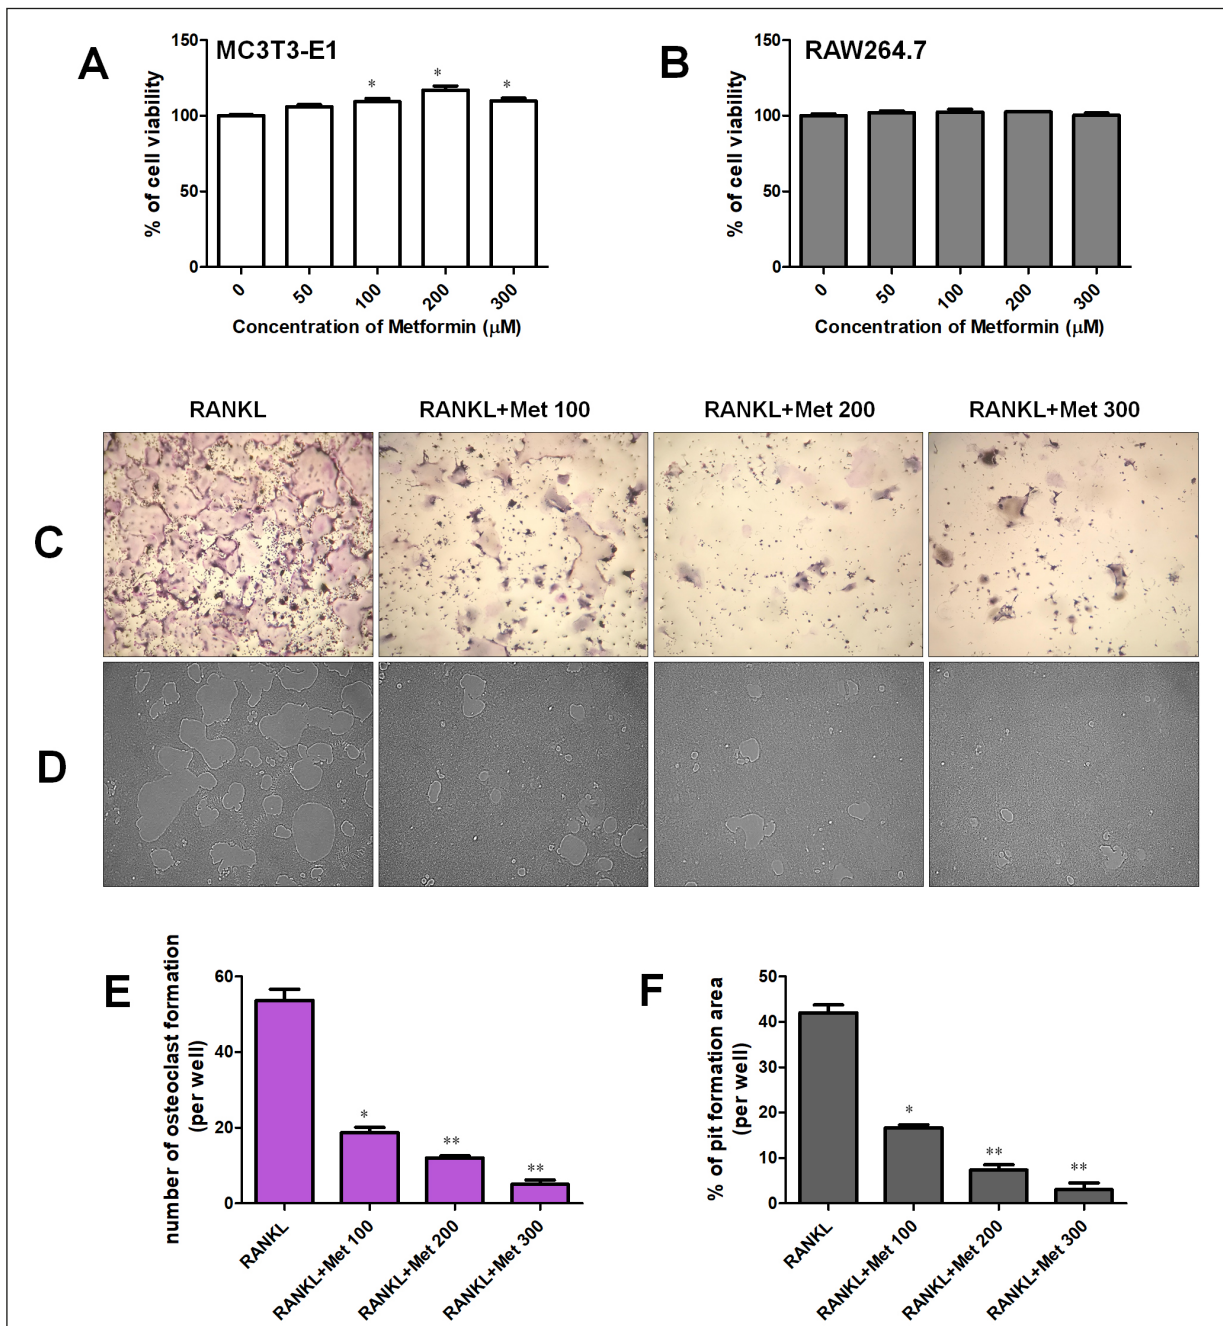 A
MC3T3-E1
% of cell viability
150
100
50
0
*
*
*
0
50
100
200
300
Concentration of Metformin (μM)
B
RAW264.7
% of cell viability
150
100
50
0
0
50
100
200
300
Concentration of Metformin (μM)
RANKL
RANKL+Met 100
RANKL+Met 200
RANKL+Met 300
C
D
E
number of osteoclast formation
(per well)
60
40
20
0
*
**
**
RANKL
RANKL+Met 100
RANKL+Met 200
RANKL+Met 300
F
% of pit formation area
(per well)
50
40
30
20
10
0
*
**
**
RANKL
RANKL+Met 100
RANKL+Met 200
RANKL+Met 300